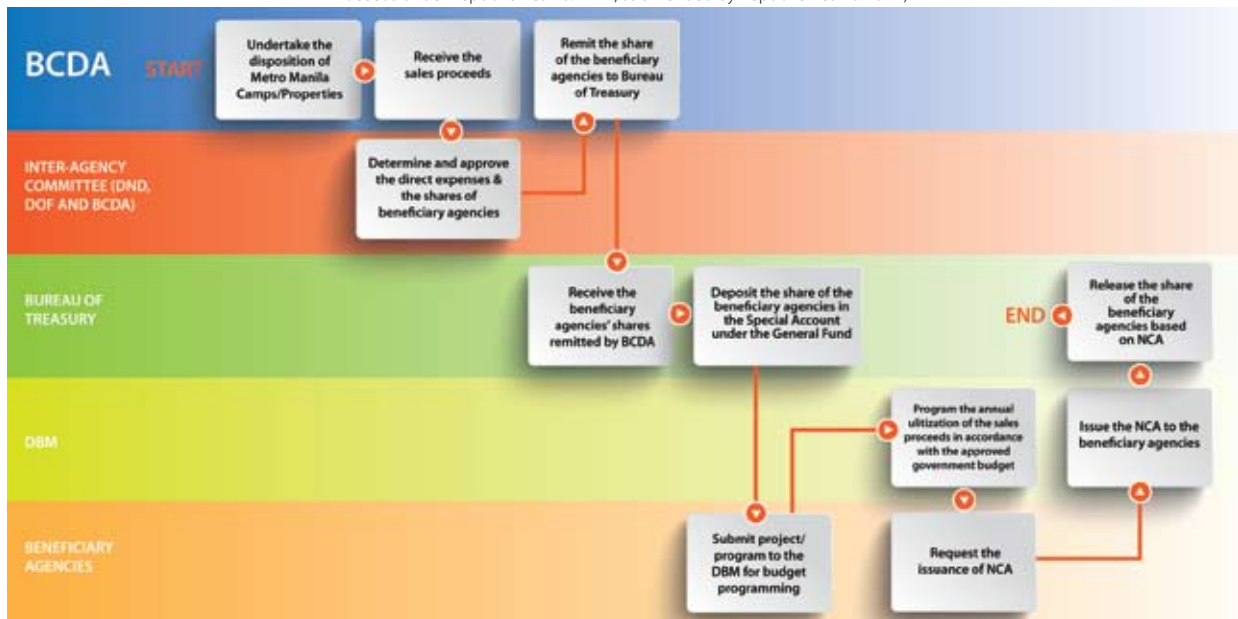 BCDA
START
Undertake the
disposition of
Metro Manila
Camps/Properties
Receive the
sales proceeds
Remit the share
of the beneficiary
agencies to Bureau
of Treasury
INTER-AGENCY
COMMITTEE (DND,
DOF AND BCDA)
Determine and approve
the direct expenses &
the shares of
beneficiary agencies
BUREAU OF
TREASURY
Receive the
beneficiary
agencies' shares
remitted by BCDA
Deposit the share of the
beneficiary agencies in
the Special Account
under the General Fund
END
Release the share
of the
beneficiary
agencies based
on NCA
DBM
Program the annual
ulitization of the sales
proceeds in accordance
with the approved
government budget
Issue the NCA to the
beneficiary agencies
BENEFICIARY
AGENCIES
Submit project/
program to the
DBM for budget
programming
Request the
issuance of NCA